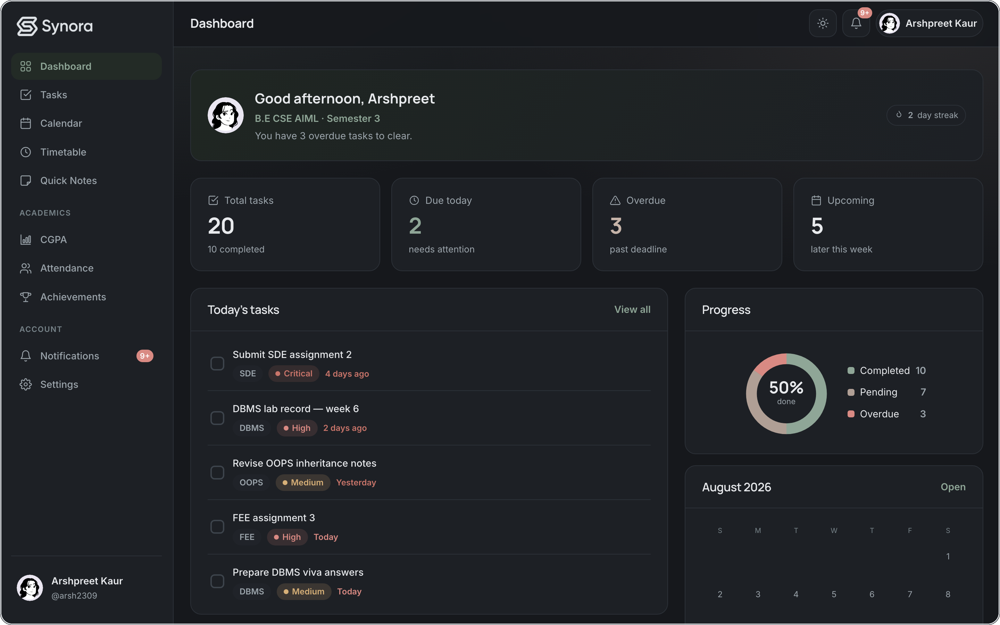 Synora
Dashboard
Tasks
Calendar
Timetable
Quick Notes
ACADEMICS
CGPA
Attendance
Achievements
ACCOUNT
Notifications 9+
Settings
Arshpreet Kaur
@arsh2309
Dashboard
9+
Arshpreet Kaur
Good afternoon, Arshpreet
B.E CSE AIML · Semester 3
You have 3 overdue tasks to clear.
2 day streak
Total tasks
20
10 completed
Due today
2
needs attention
Overdue
3
past deadline
Upcoming
5
later this week
Today's tasks View all
Submit SDE assignment 2
SDE Critical 4 days ago
DBMS lab record — week 6
DBMS High 2 days ago
Revise OOPS inheritance notes
OOPS Medium Yesterday
FEE assignment 3
FEE High Today
Prepare DBMS viva answers
DBMS Medium Today
Progress
50%
done
Completed 10
Pending 7
Overdue 3
August 2026 Open
S M T W T F S
1
2 3 4 5 6 7 8